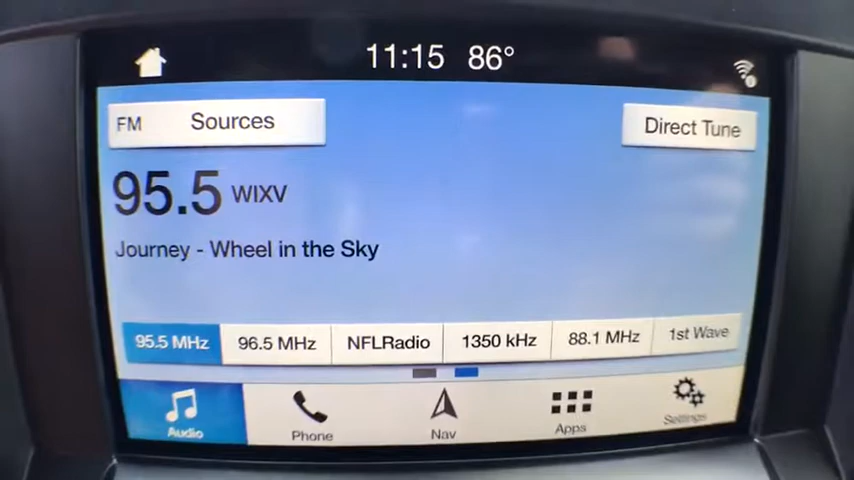 11:15 86°
FM Sources
Direct Tune
95.5 WIXV
Journey - Wheel in the Sky
95.5 MHz 96.5 MHz NFLRadio 1350 kHz 88.1 MHz 1st Wave
Audio Phone Nav Apps Settings